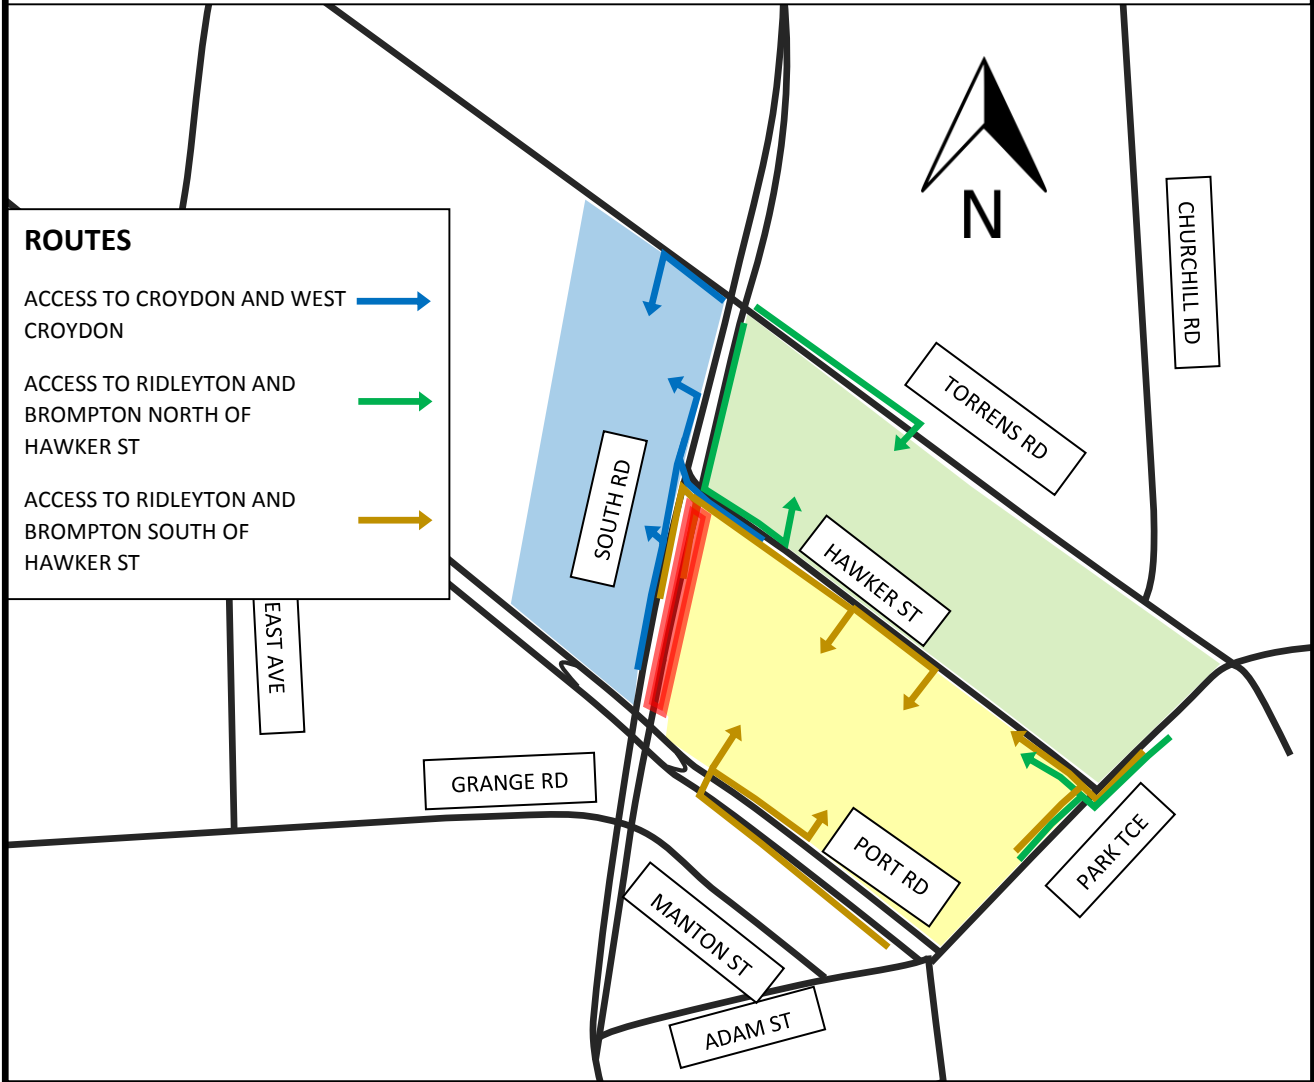 N
CHURCHILL RD
ROUTES
ACCESS TO CROYDON AND WEST
CROYDON
ACCESS TO RIDLEYTON AND
BROMPTON NORTH OF
HAWKER ST
ACCESS TO RIDLEYTON AND
BROMPTON SOUTH OF
HAWKER ST
TORRENS RD
SOUTH RD
HAWKER ST
EAST AVE
GRANGE RD
PORT RD
PARK TCE
MANTON ST
ADAM ST